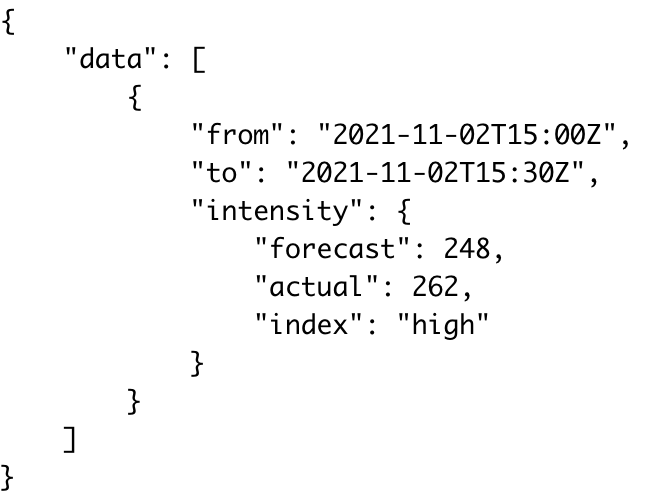 {
    "data": [
        {
            "from": "2021-11-02T15:00Z",
            "to": "2021-11-02T15:30Z",
            "intensity": {
                "forecast": 248,
                "actual": 262,
                "index": "high"
            }
        }
    ]
}